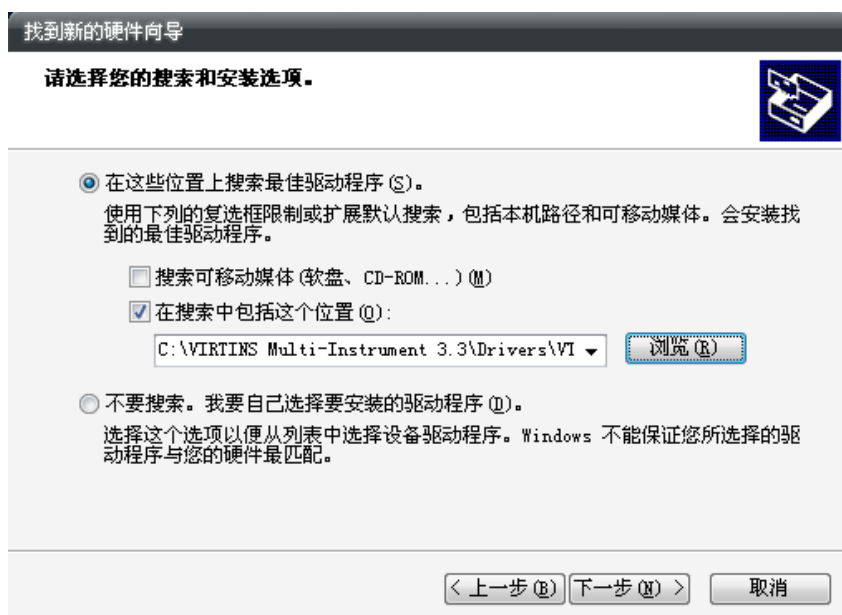 找到新的硬件向导
请选择您的搜索和安装选项。
在这些位置上搜索最佳驱动程序(S)。
使用下列的复选框限制或扩展默认搜索，包括本机路径和可移动媒体。会安装找
到的最佳驱动程序。
搜索可移动媒体(软盘、CD-ROM...)(M)
在搜索中包括这个位置(O):
C:\VIRTINS Multi-Instrument 3.3\Drivers\VI
浏览(R)
不要搜索。我要自己选择要安装的驱动程序(D)。
选择这个选项以便从列表中选择设备驱动程序。Windows 不能保证您所选择的驱
动程序与您的硬件最匹配。
< 上一步(B) 下一步(N) > 取消